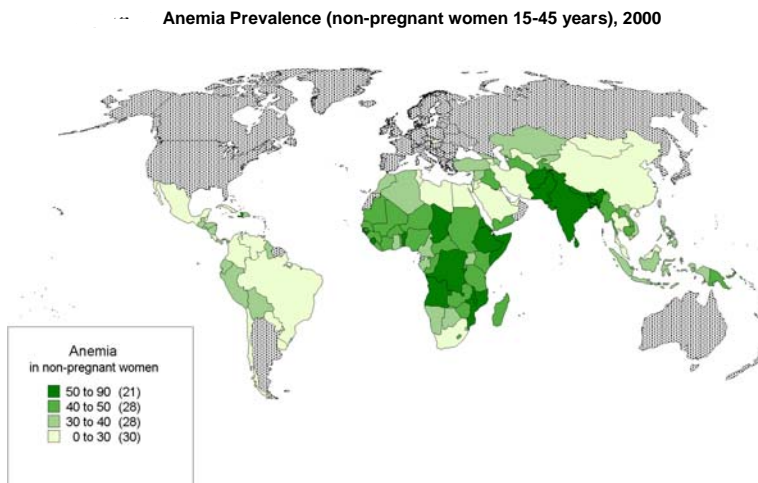 Anemia Prevalence (non-pregnant women 15-45 years), 2000
Anemia
in non-pregnant women
50 to 90 (21)
40 to 50 (28)
30 to 40 (28)
0 to 30 (30)